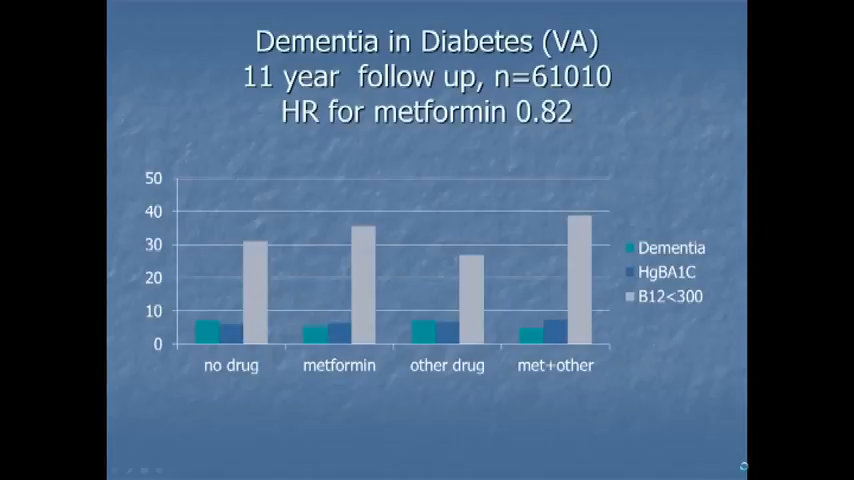 Dementia in Diabetes (VA)
11 year follow up, n=61010
HR for metformin 0.82
50
40
30
20
10
0
no drug
metformin
other drug
met+other
Dementia
HgBA1C
B12<300